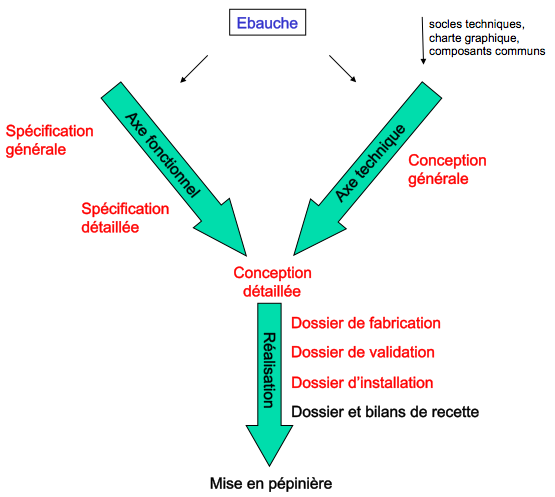 Ebauche
socles techniques,
charte graphique,
composants communs
Axe fonctionnel
Axe technique
Spécification
générale
Conception
générale
Spécification
détaillée
Conception
détaillée
Réalisation
Dossier de fabrication
Dossier de validation
Dossier d'installation
Dossier et bilans de recette
Mise en pépinière